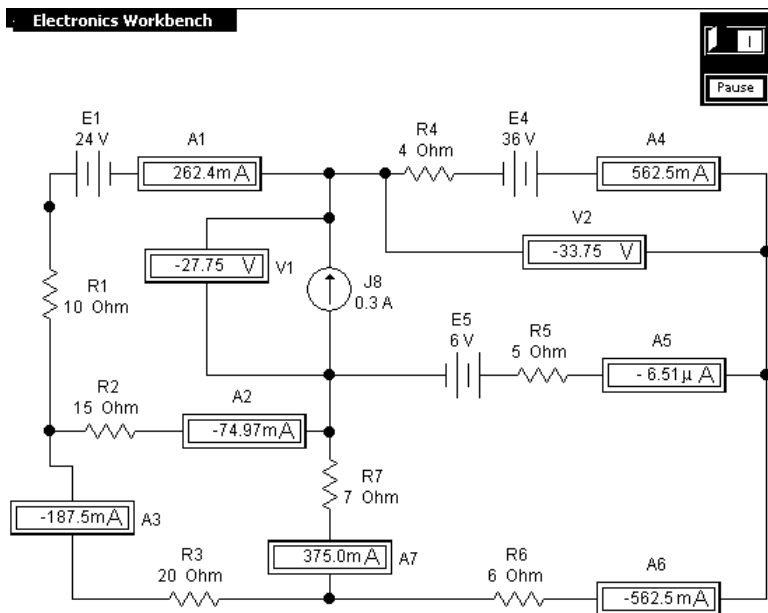 Electronics Workbench
Pause
E1
24 V
A1
262.4mA
R4
4 Ohm
E4
36 V
A4
562.5mA
V2
-33.75 V
-27.75 V
V1
J8
0.3 A
R1
10 Ohm
E5
6 V
R5
5 Ohm
A5
- 6.51µ A
R2
15 Ohm
A2
-74.97mA
R7
7 Ohm
-187.5mA
A3
375.0mA
A7
R3
20 Ohm
R6
6 Ohm
A6
-562.5 mA